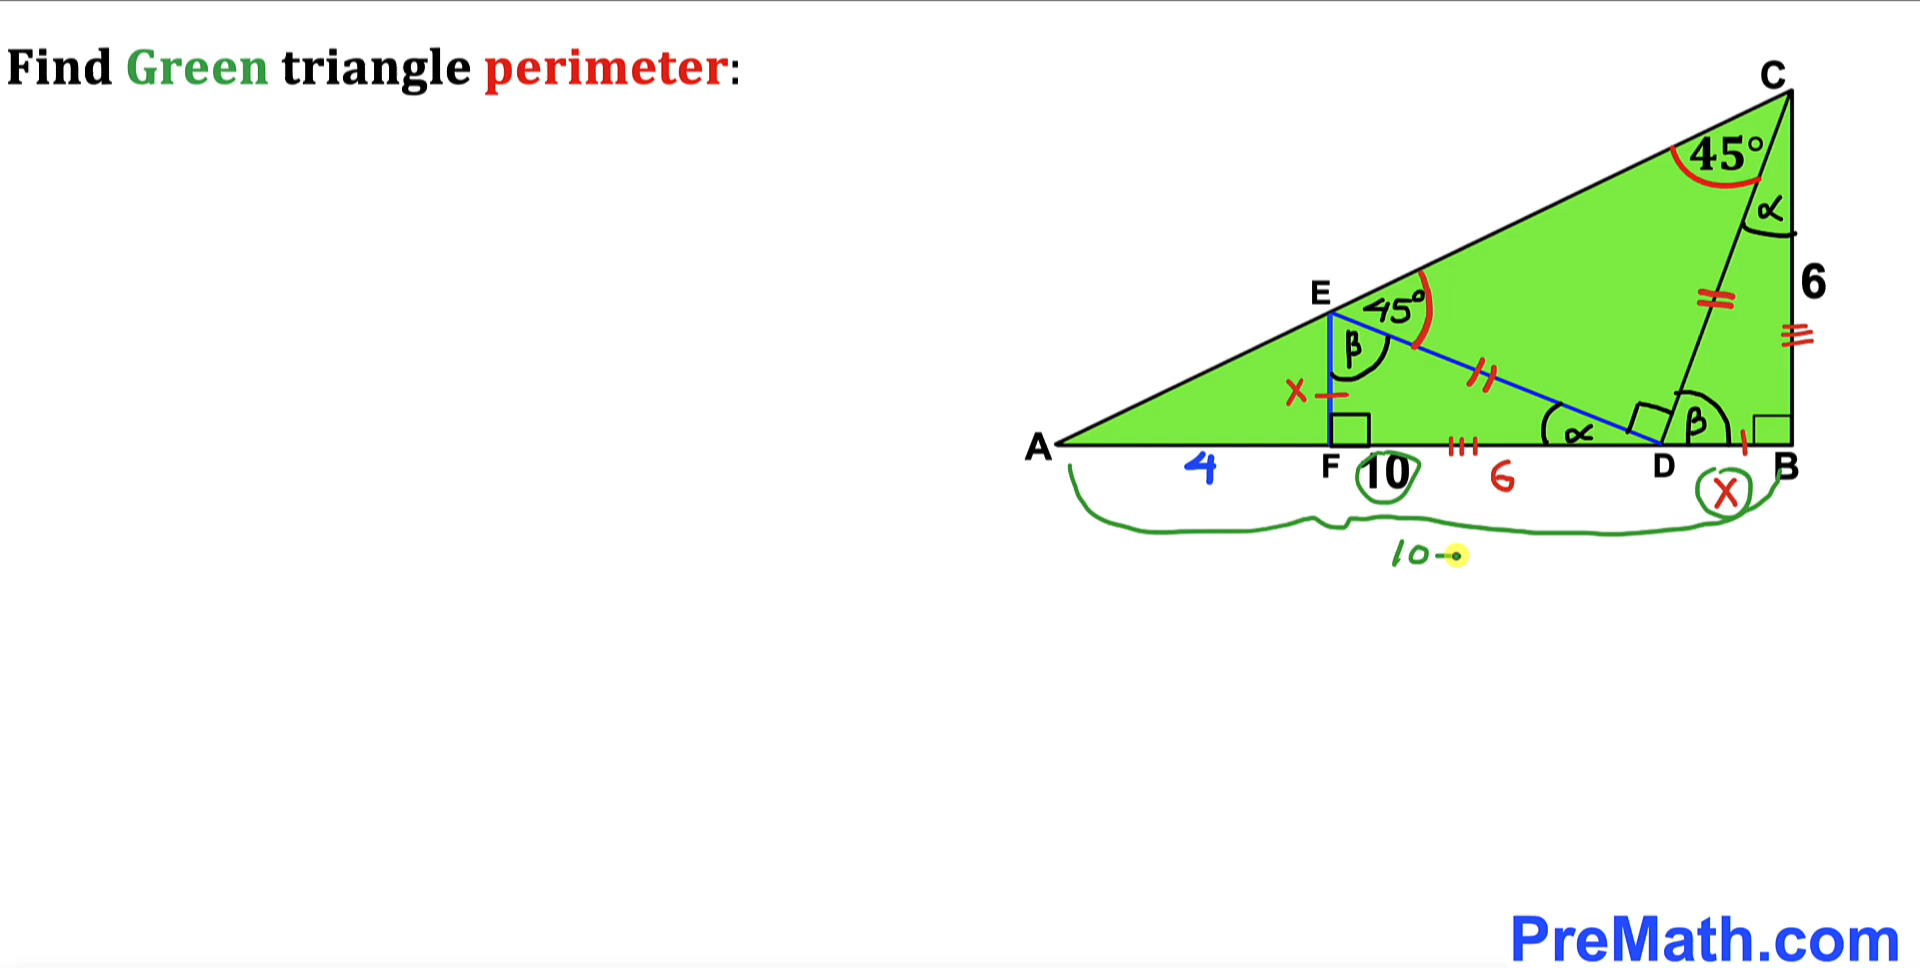 Find Green triangle perimeter:
C
45°
α
E
45°
6
β
x
α
β
A
4
F
10
6
D
x
B
10-
PreMath.com